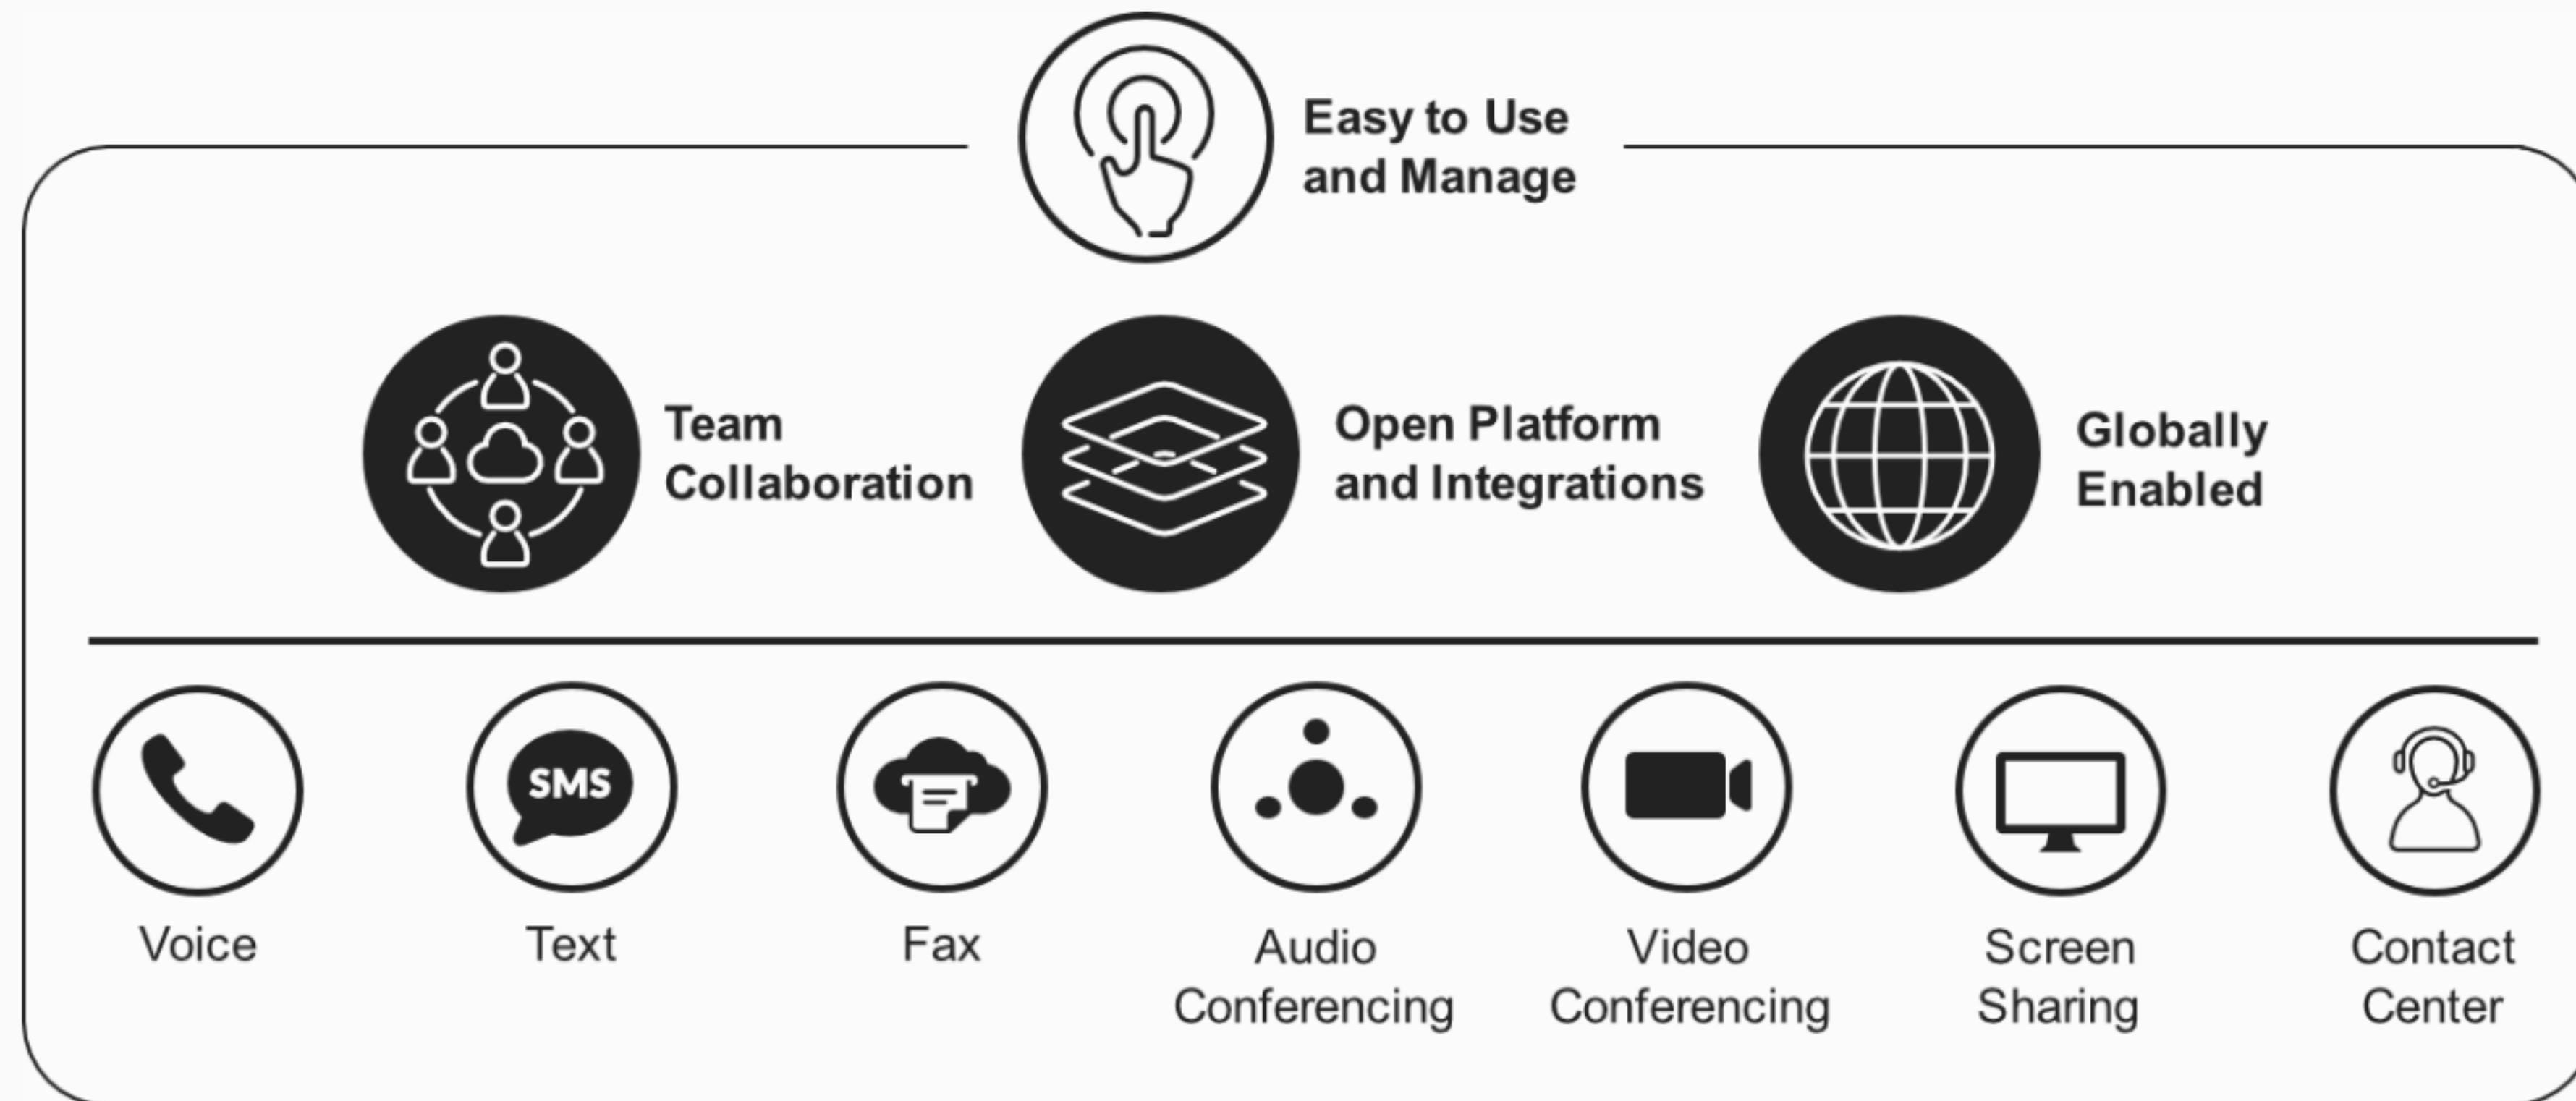 Easy to Use
and Manage
Team
Collaboration
Open Platform
and Integrations
Globally
Enabled
SMS
Voice
Text
Fax
Audio
Conferencing
Video
Conferencing
Screen
Sharing
Contact
Center